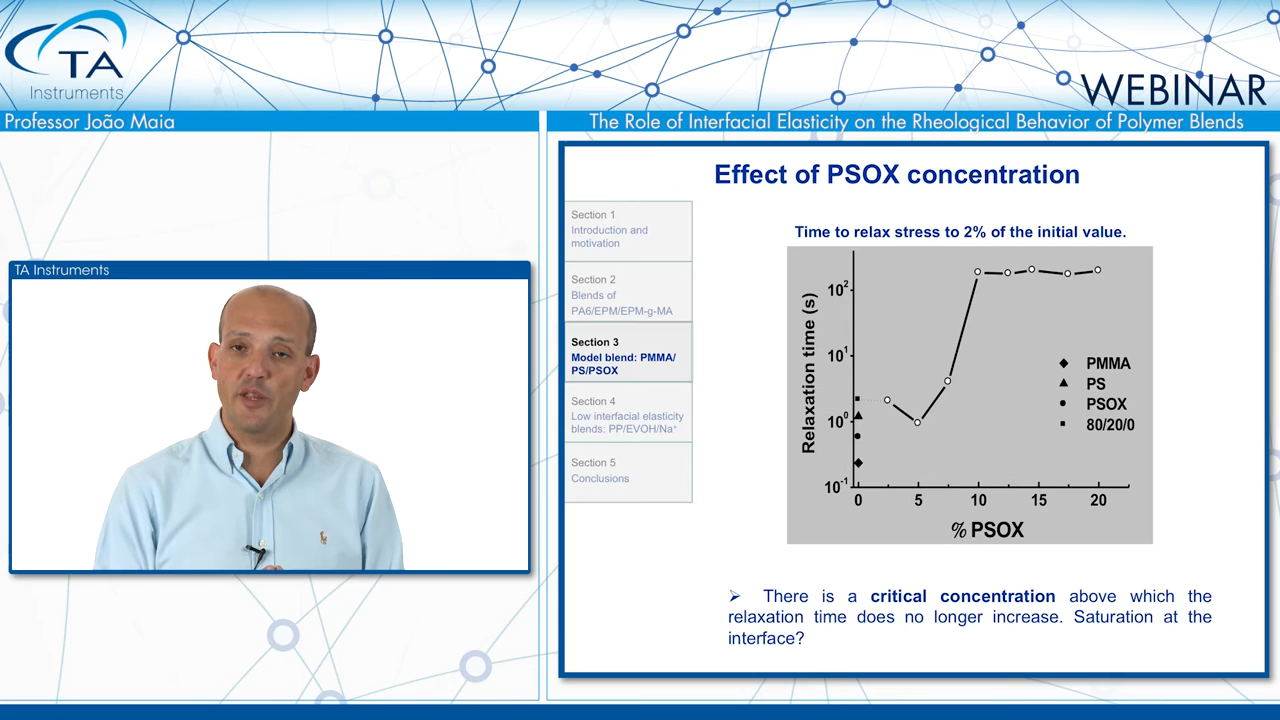 TA
Instruments
WEBINAR
Professor João Maia
The Role of Interfacial Elasticity on the Rheological Behavior of Polymer Blends
TA Instruments
Effect of PSOX concentration
Section 1
Introduction and
motivation
Section 2
Blends of
PA6/EPM/EPM-g-MA
Section 3
Model blend: PMMA/
PS/PSOX
Section 4
Low interfacial elasticity
blends: PP/EVOH/Na⁺
Section 5
Conclusions
Time to relax stress to 2% of the initial value.
Relaxation time (s)
10²
10¹
10⁰
10⁻¹
0 5 10 15 20
% PSOX
PMMA
PS
PSOX
80/20/0
➢ There is a critical concentration above which the
relaxation time does no longer increase. Saturation at the
interface?